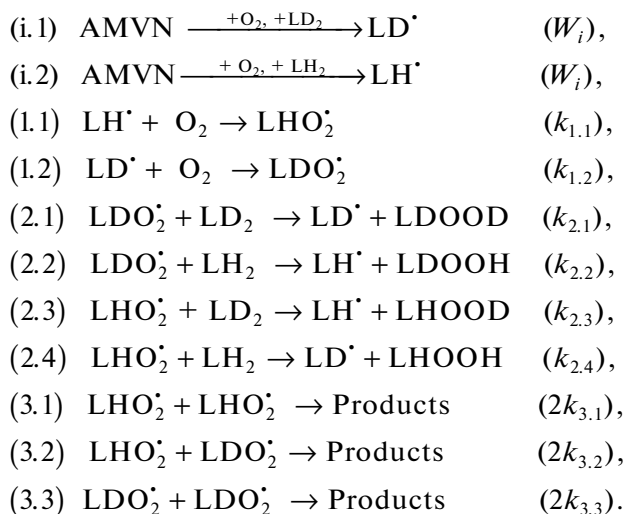 (i.1) AMVN +O₂, +LD₂ → LD• (Wᵢ),
(i.2) AMVN + O₂, + LH₂ → LH• (Wᵢ),
(1.1) LH• + O₂ → LHO₂• (k₁.₁),
(1.2) LD• + O₂ → LDO₂• (k₁.₂),
(2.1) LDO₂• + LD₂ → LD• + LDOOD (k₂.₁),
(2.2) LDO₂• + LH₂ → LH• + LDOOH (k₂.₂),
(2.3) LHO₂• + LD₂ → LH• + LHOOD (k₂.₃),
(2.4) LHO₂• + LH₂ → LD• + LHOOH (k₂.₄),
(3.1) LHO₂• + LHO₂• → Products (2k₃.₁),
(3.2) LHO₂• + LDO₂• → Products (2k₃.₂),
(3.3) LDO₂• + LDO₂• → Products (2k₃.₃).